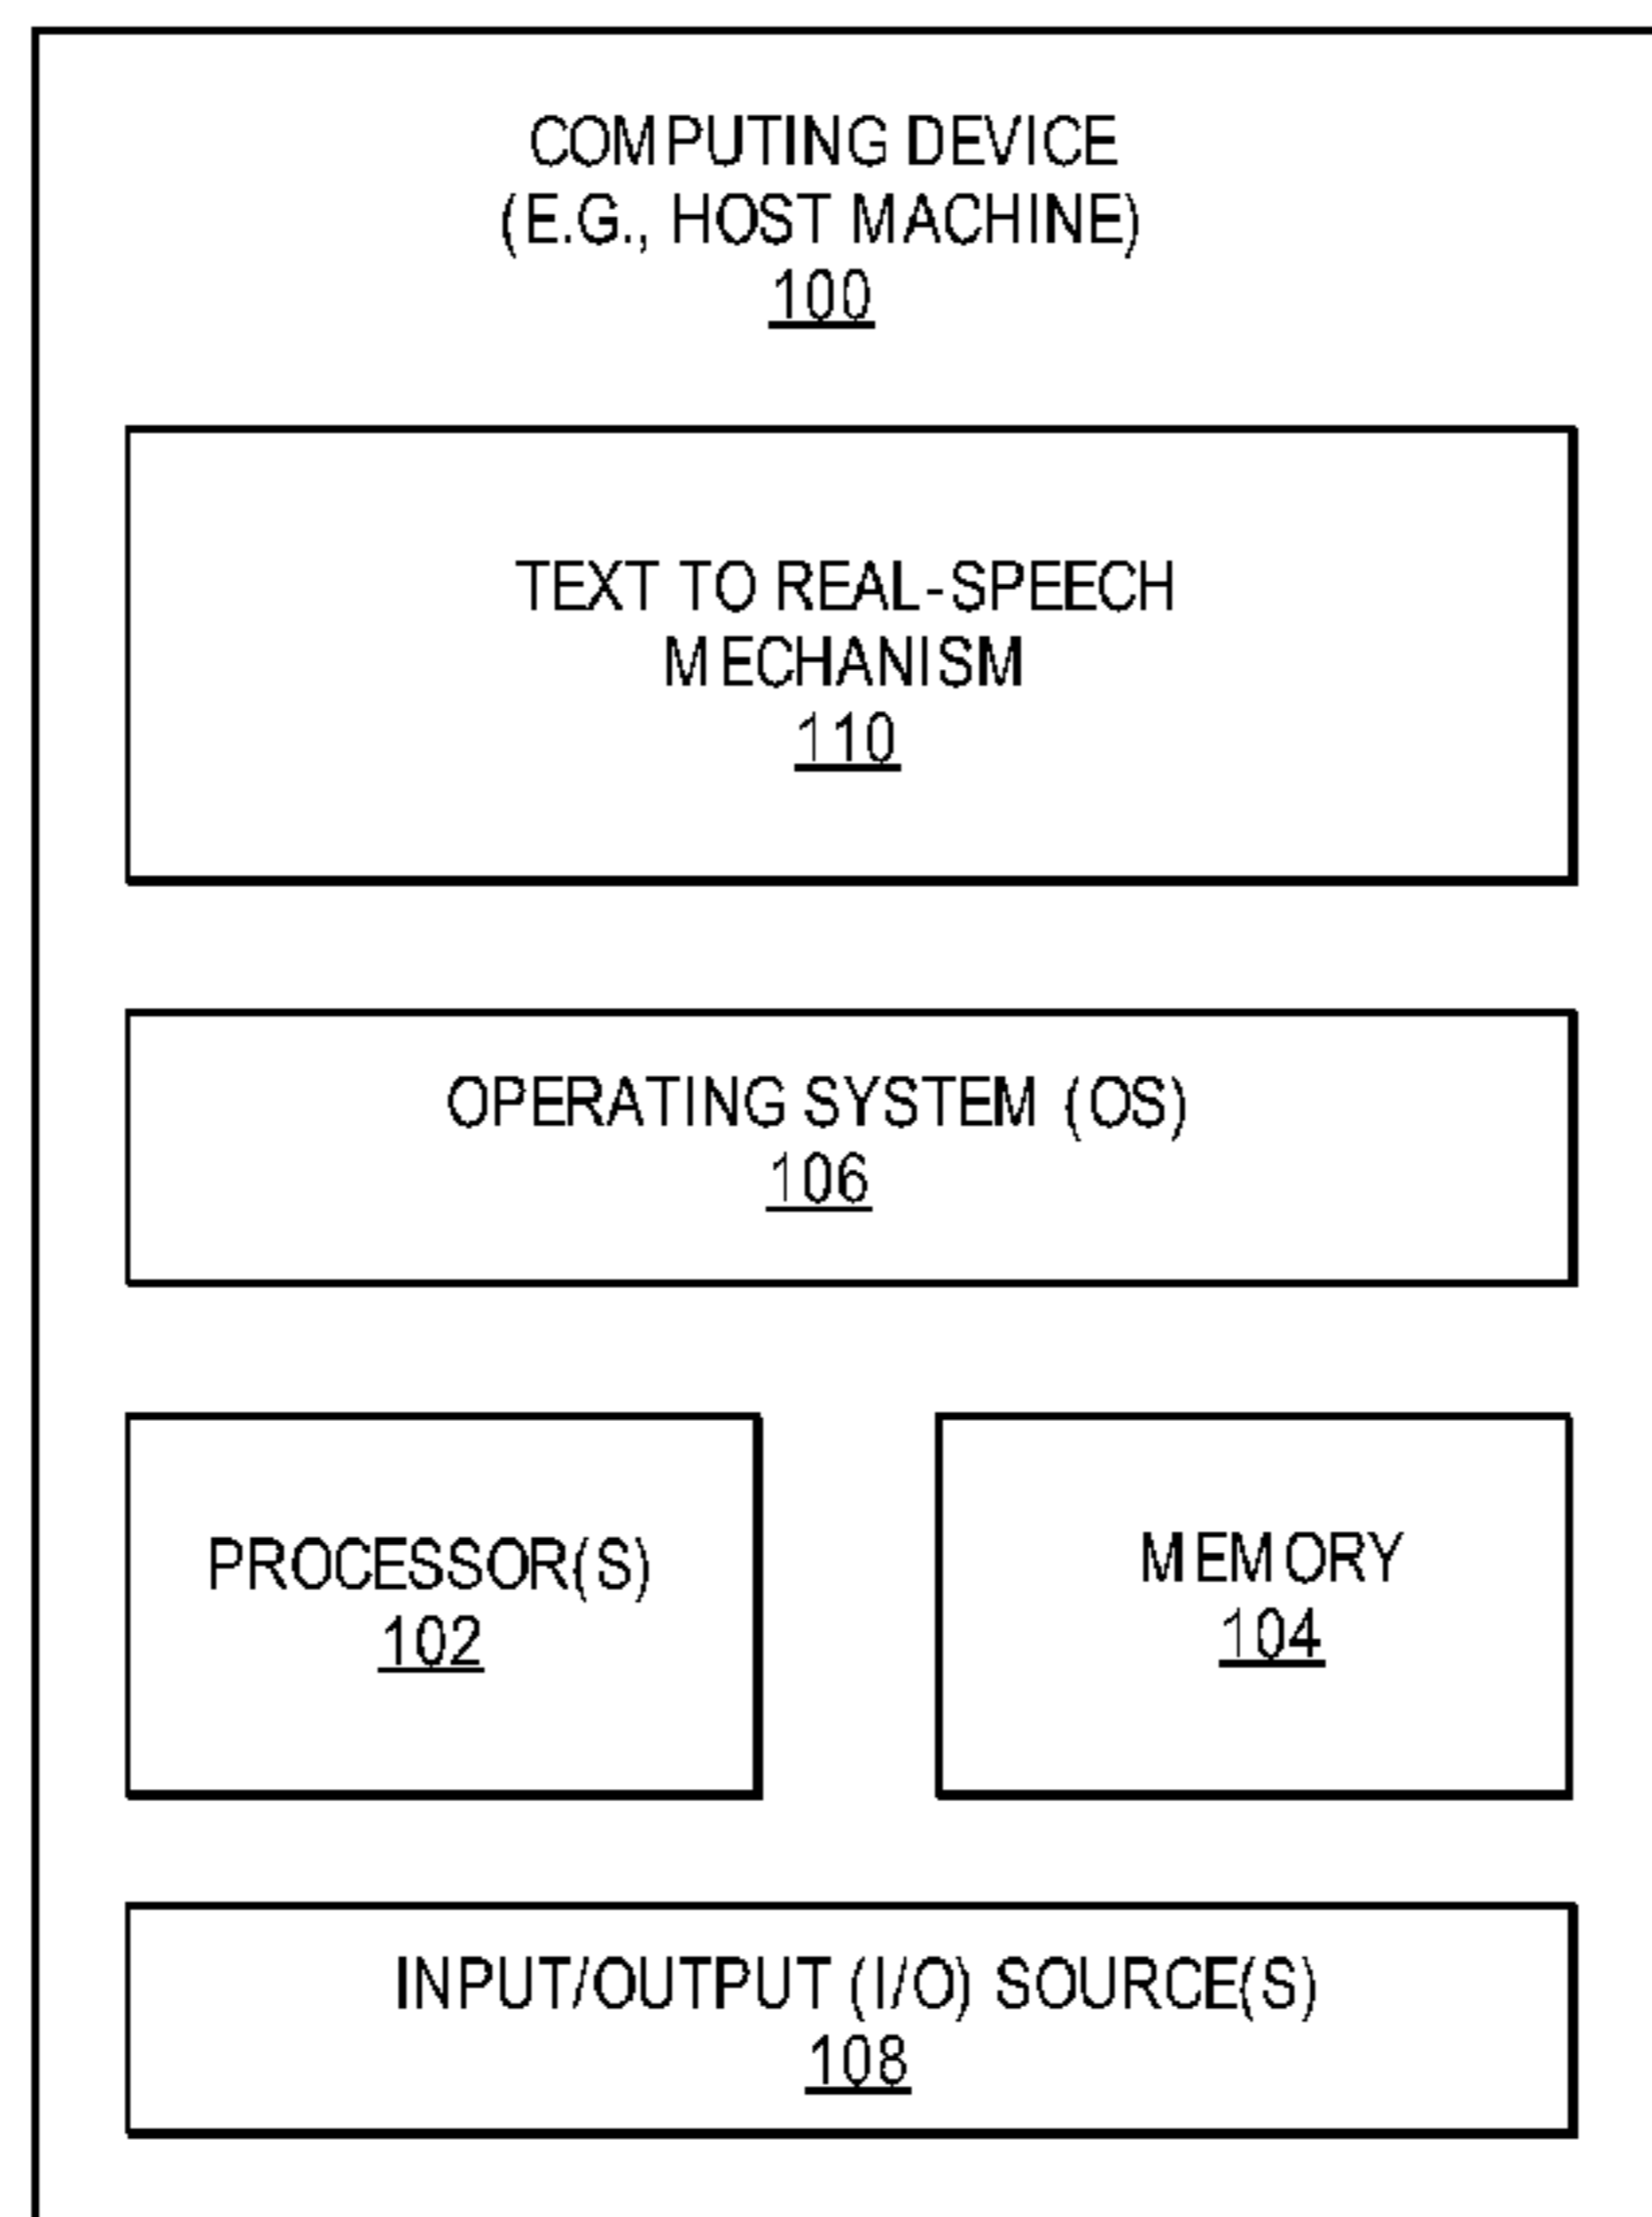 COMPUTING DEVICE
(E.G., HOST MACHINE)
100
TEXT TO REAL-SPEECH
MECHANISM
110
OPERATING SYSTEM (OS)
106
PROCESSOR(S)
102
MEMORY
104
INPUT/OUTPUT (I/O) SOURCE(S)
108